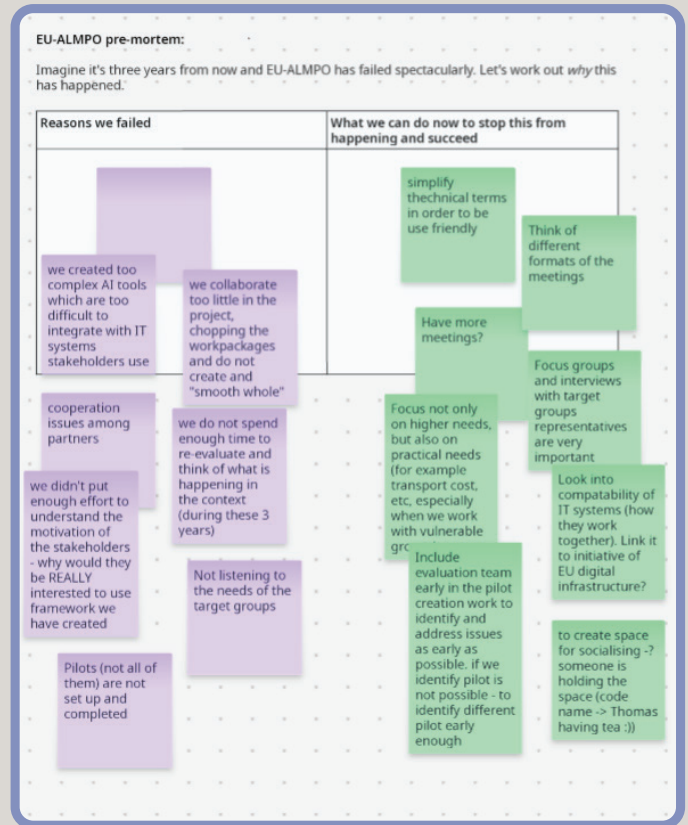 EU-ALMPO pre-mortem:
Imagine it's three years from now and EU-ALMPO has failed spectacularly. Let's work out why this
has happened.
Reasons we failed
What we can do now to stop this from
happening and succeed
we created too
complex AI tools
which are too
difficult to
integrate with IT
systems
stakeholders use
we collaborate
too little in the
project,
chopping the
workpackages
and do not
create and
"smooth whole"
cooperation
issues among
partners
we do not spend
enough time to
re-evaluate and
think of what is
happening in
the context
(during these 3
years)
we didn't put
enough effort to
understand the
motivation of
the stakeholders
- why would they
be REALLY
interested to use
framework we
have created
Not listening to
the needs of the
target groups
Pilots (not all of
them) are not
set up and
completed
simplify
thechnical terms
in order to be
use friendly
Think of
different
formats of the
meetings
Have more
meetings?
Focus groups
and interviews
with target
groups
representatives
are very
important
Focus not only
on higher needs,
but also on
practical needs
(for example
transport cost,
etc, especially
when we work
with vulnerable
Look into
compatability of
IT systems (how
they work
together). Link it
to initiative of
EU digital
infrastructure?
Include
evaluation team
early in the pilot
creation work to
identify and
address issues
as early as
possible. if we
identify pilot is
not possible - to
identify different
pilot early
enough
to create space
for socialising -?
someone is
holding the
space (code
name -> Thomas
having tea :))